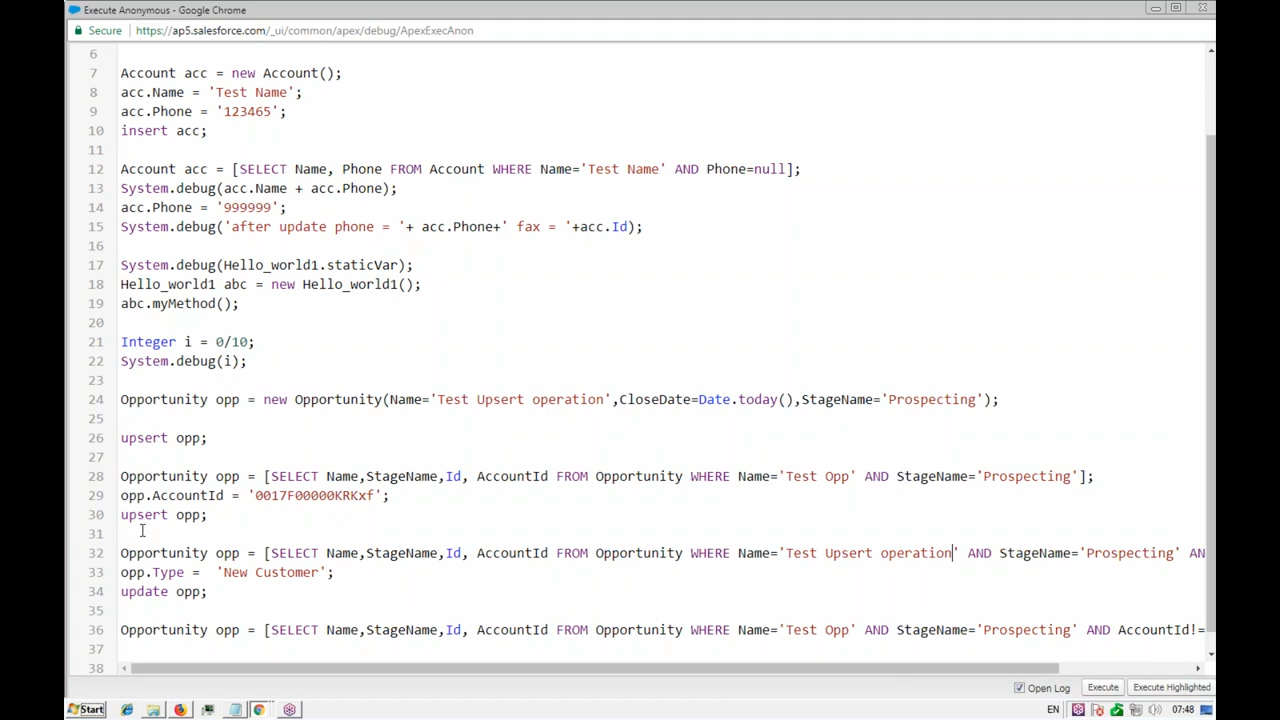 Execute Anonymous - Google Chrome
Secure https://ap5.salesforce.com/_ui/common/apex/debug/ApexExecAnon
6
7 Account acc = new Account();
8 acc.Name = 'Test Name';
9 acc.Phone = '123465';
10 insert acc;
11
12 Account acc = [SELECT Name, Phone FROM Account WHERE Name='Test Name' AND Phone=null];
13 System.debug(acc.Name + acc.Phone);
14 acc.Phone = '999999';
15 System.debug('after update phone = '+ acc.Phone+' fax = '+acc.Id);
16
17 System.debug(Hello_world1.staticVar);
18 Hello_world1 abc = new Hello_world1();
19 abc.myMethod();
20
21 Integer i = 0/10;
22 System.debug(i);
23
24 Opportunity opp = new Opportunity(Name='Test Upsert operation',CloseDate=Date.today(),StageName='Prospecting');
25
26 upsert opp;
27
28 Opportunity opp = [SELECT Name,StageName,Id, AccountId FROM Opportunity WHERE Name='Test Opp' AND StageName='Prospecting'];
29 opp.AccountId = '0017F00000KRKxf';
30 upsert opp;
31
32 Opportunity opp = [SELECT Name,StageName,Id, AccountId FROM Opportunity WHERE Name='Test Upsert operation' AND StageName='Prospecting' AN
33 opp.Type =  'New Customer';
34 update opp;
35
36 Opportunity opp = [SELECT Name,StageName,Id, AccountId FROM Opportunity WHERE Name='Test Opp' AND StageName='Prospecting' AND AccountId!=
37
38
Open Log Execute Execute Highlighted
Start EN 07:48